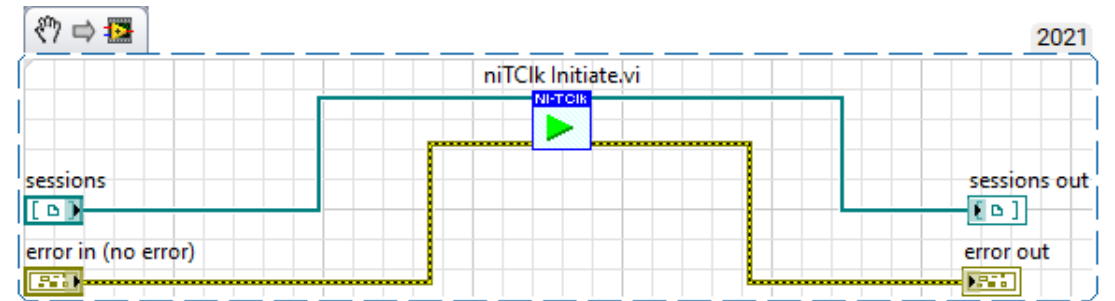 2021
niTClk Initiate.vi
NI-TClk
sessions
sessions out
error in (no error)
error out